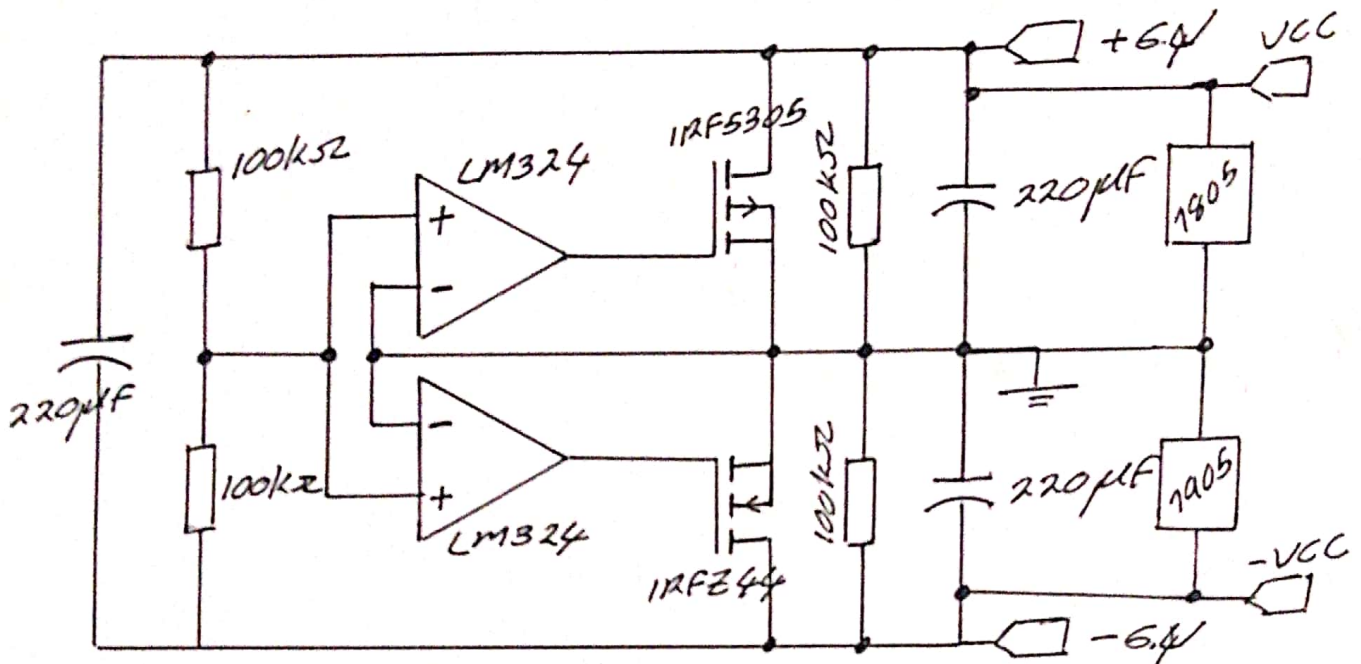 +6.4V
VCC
IRF5305
100kΩ
LM324
100kΩ
220µF
7805
+
-
220µF
-
100kΩ
+
100kΩ
220µF
7905
LM324
IRFZ44
-VCC
-6.4V